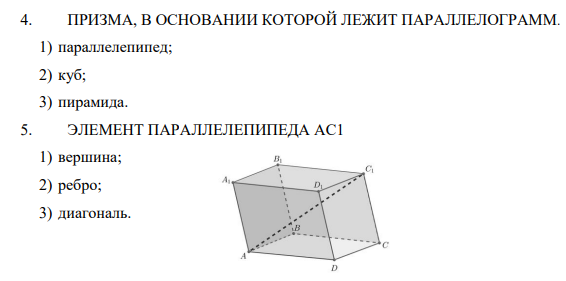 4. ПРИЗМА, В ОСНОВАНИИ КОТОРОЙ ЛЕЖИТ ПАРАЛЛЕЛОГРАММ.
1) параллелепипед;
2) куб;
3) пирамида.
5. ЭЛЕМЕНТ ПАРАЛЛЕЛЕПИПЕДА АС1
1) вершина;
2) ребро;
3) диагональ.
B₁
C₁
A₁
D₁
B
C
A
D